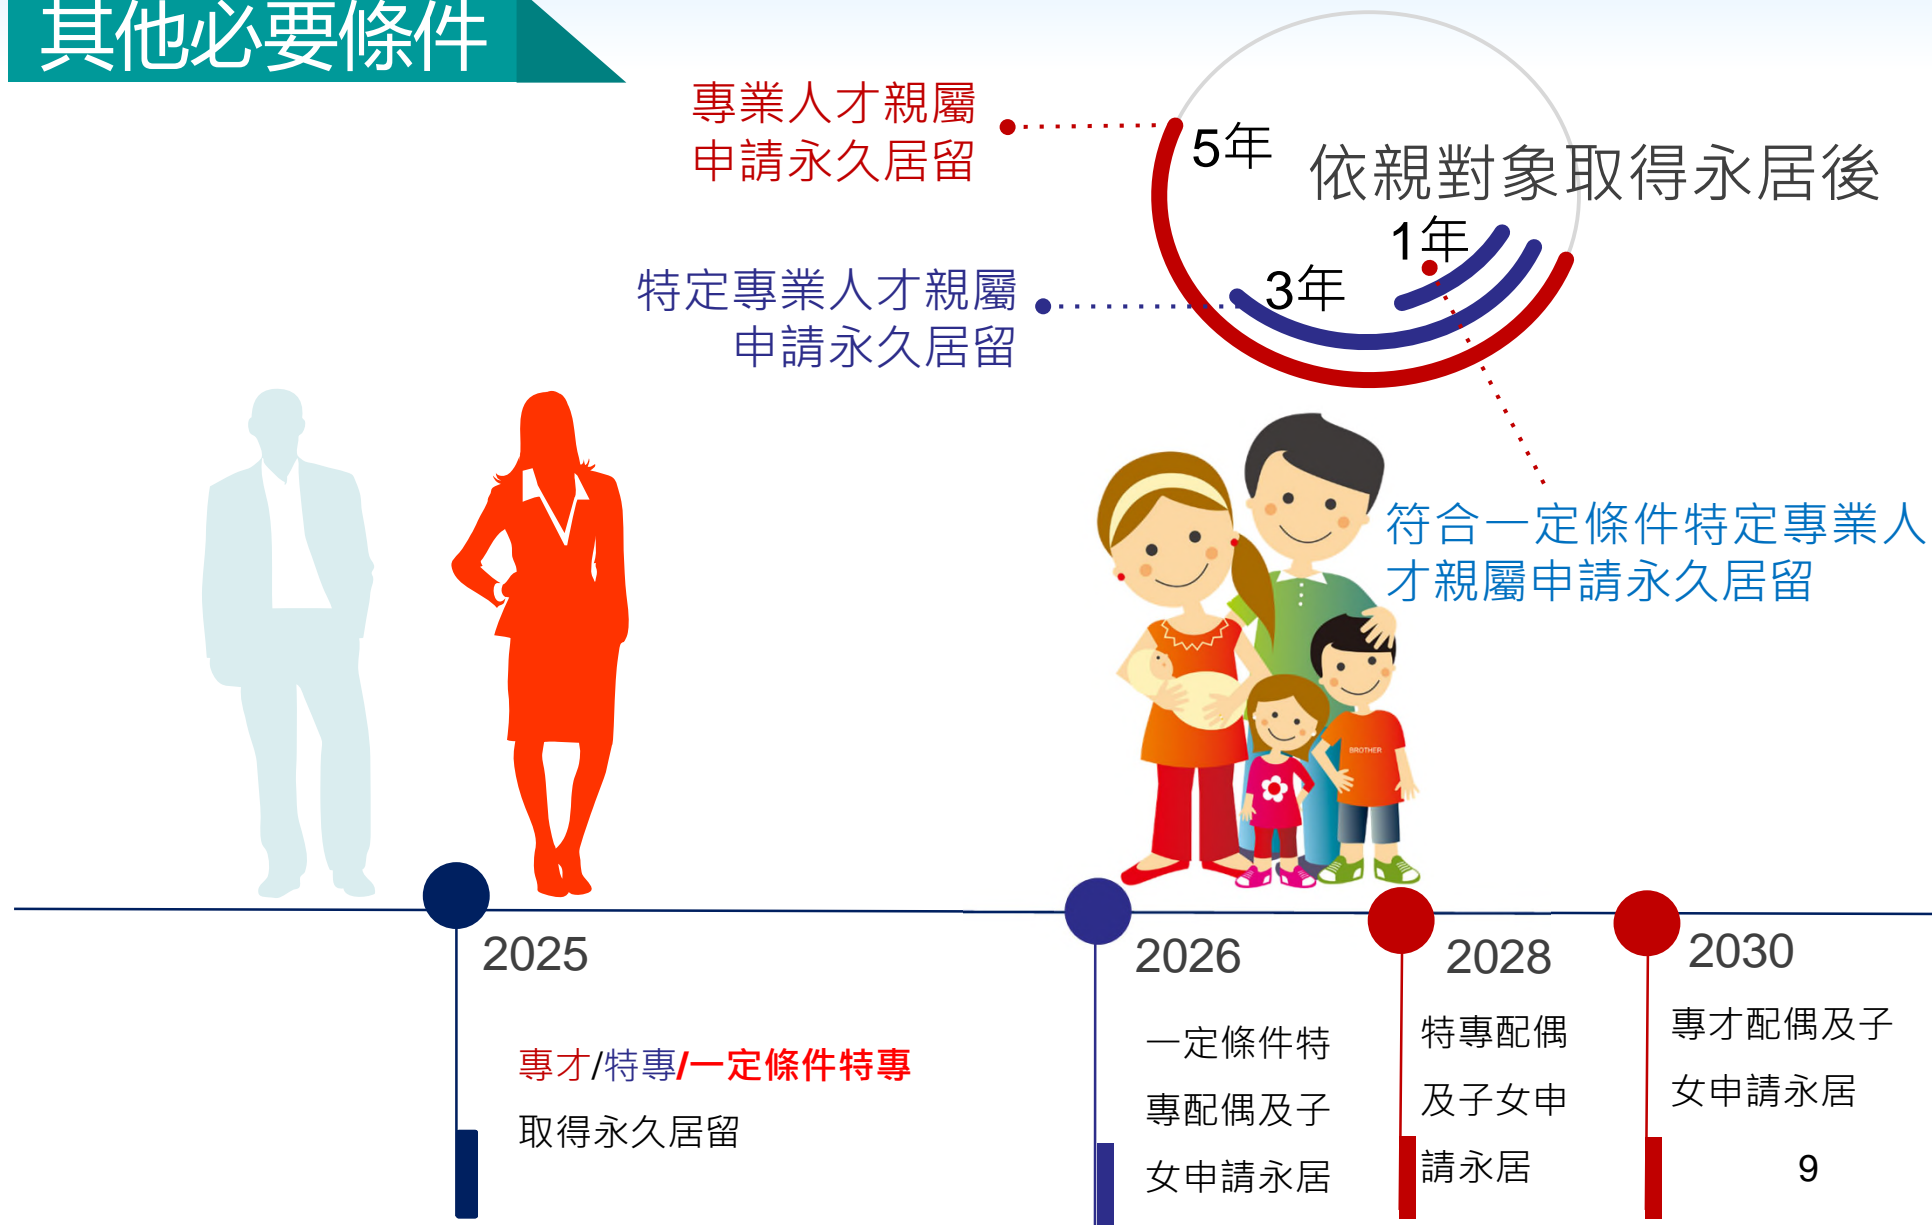 其他必要條件
專業人才親屬
申請永久居留
5年
依親對象取得永居後
1年
3年
特定專業人才親屬
申請永久居留
符合一定條件特定專業人
才親屬申請永久居留
BROTHER
2025
專才/特專/一定條件特專
取得永久居留
2026
一定條件特
專配偶及子
女申請永居
2028
特專配偶
及子女申
請永居
2030
專才配偶及子
女申請永居
9